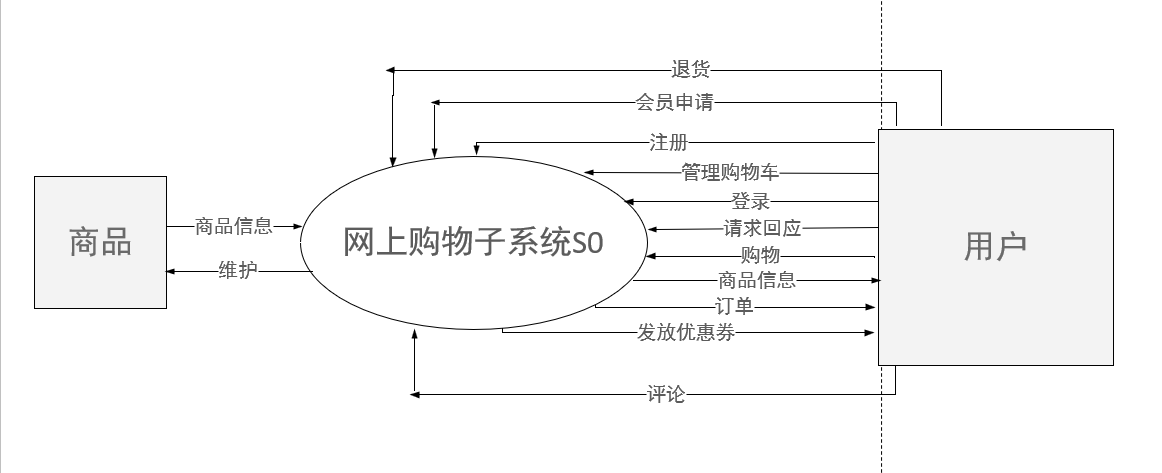 退货
会员申请
注册
管理购物车
登录
商品信息
请求回应
商品
网上购物子系统S0
用户
购物
维护
商品信息
订单
发放优惠券
评论